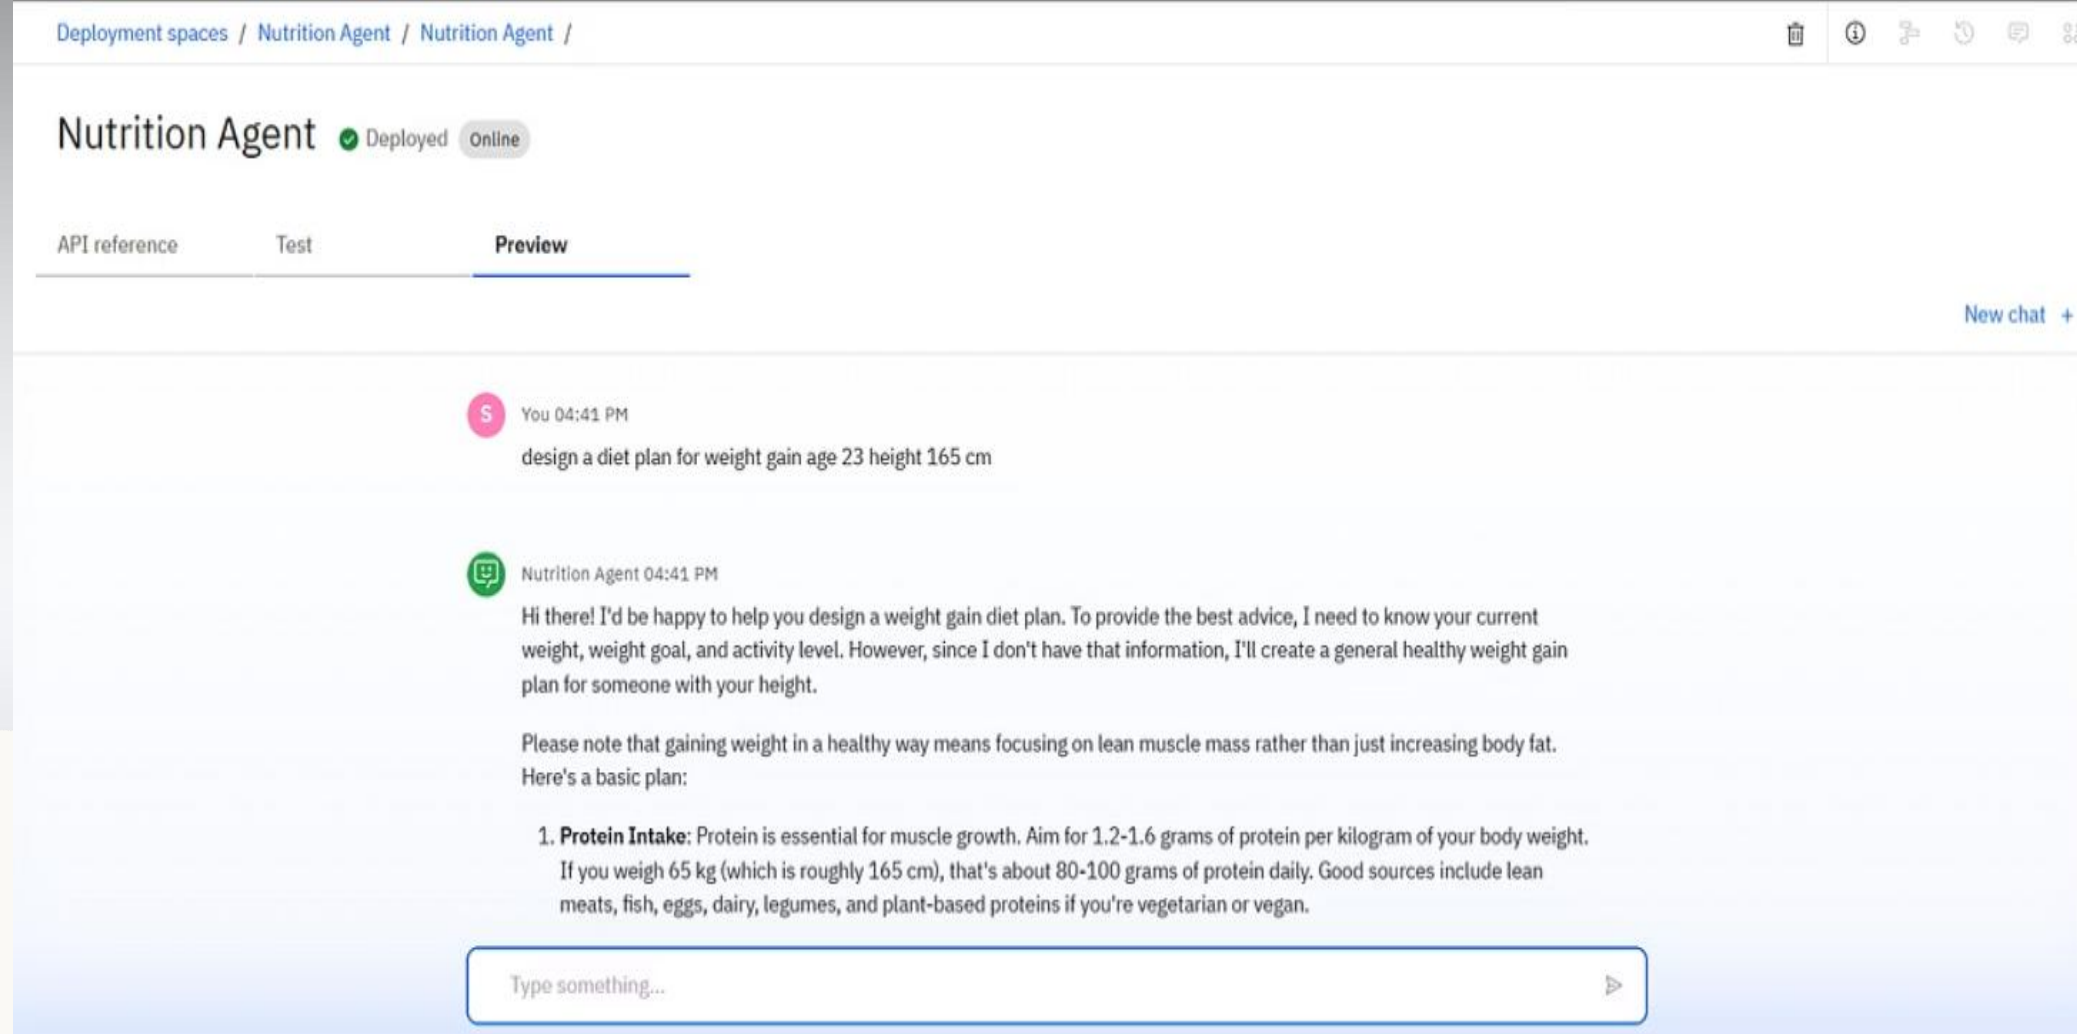 Deployment spaces / Nutrition Agent / Nutrition Agent /
Nutrition Agent Deployed Online
API reference Test Preview
New chat +
S You 04:41 PM
design a diet plan for weight gain age 23 height 165 cm
Nutrition Agent 04:41 PM
Hi there! I'd be happy to help you design a weight gain diet plan. To provide the best advice, I need to know your current
weight, weight goal, and activity level. However, since I don't have that information, I'll create a general healthy weight gain
plan for someone with your height.
Please note that gaining weight in a healthy way means focusing on lean muscle mass rather than just increasing body fat.
Here's a basic plan:
1. Protein Intake: Protein is essential for muscle growth. Aim for 1.2-1.6 grams of protein per kilogram of your body weight.
If you weigh 65 kg (which is roughly 165 cm), that's about 80-100 grams of protein daily. Good sources include lean
meats, fish, eggs, dairy, legumes, and plant-based proteins if you're vegetarian or vegan.
Type something...